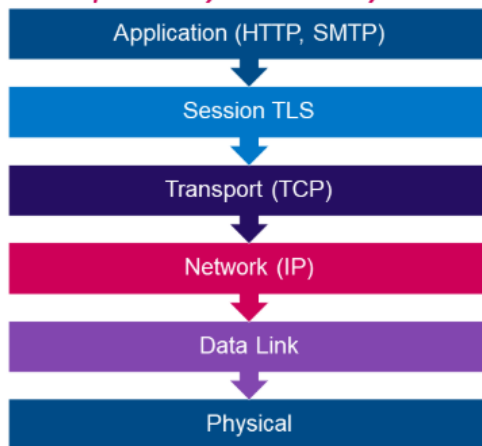 Application (HTTP, SMTP)
Session TLS
Transport (TCP)
Network (IP)
Data Link
Physical